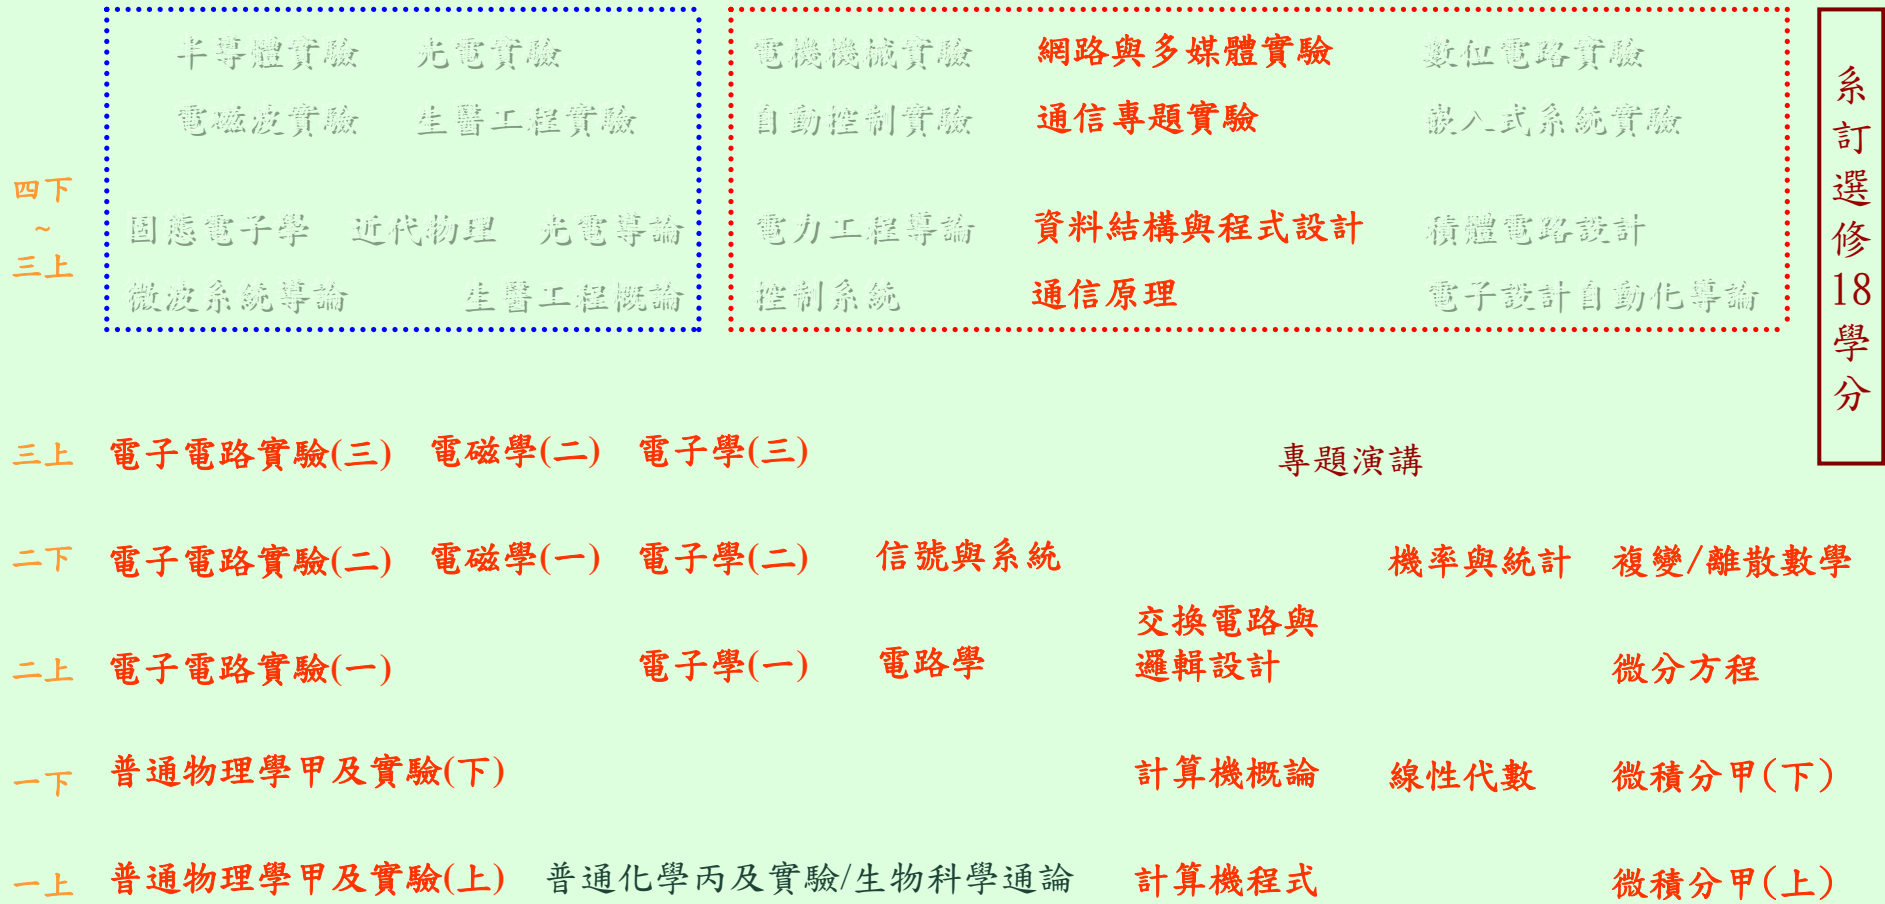 半導體實驗 光電實驗 電機機械實驗 網路與多媒體實驗 數位電路實驗
電磁波實驗 生醫工程實驗 自動控制實驗 通信專題實驗 嵌入式系統實驗
四下
~
三上
固態電子學 近代物理 光電導論 電力工程導論 資料結構與程式設計 積體電路設計
微波系統導論 生醫工程概論 控制系統 通信原理 電子設計自動化導論
系訂選修18學分
三上 電子電路實驗(三) 電磁學(二) 電子學(三) 專題演講
二下 電子電路實驗(二) 電磁學(一) 電子學(二) 信號與系統 機率與統計 複變/離散數學
二上 電子電路實驗(一) 電子學(一) 電路學 交換電路與
邏輯設計 微分方程
一下 普通物理學甲及實驗(下) 計算機概論 線性代數 微積分甲(下)
一上 普通物理學甲及實驗(上) 普通化學丙及實驗/生物科學通論 計算機程式 微積分甲(上)